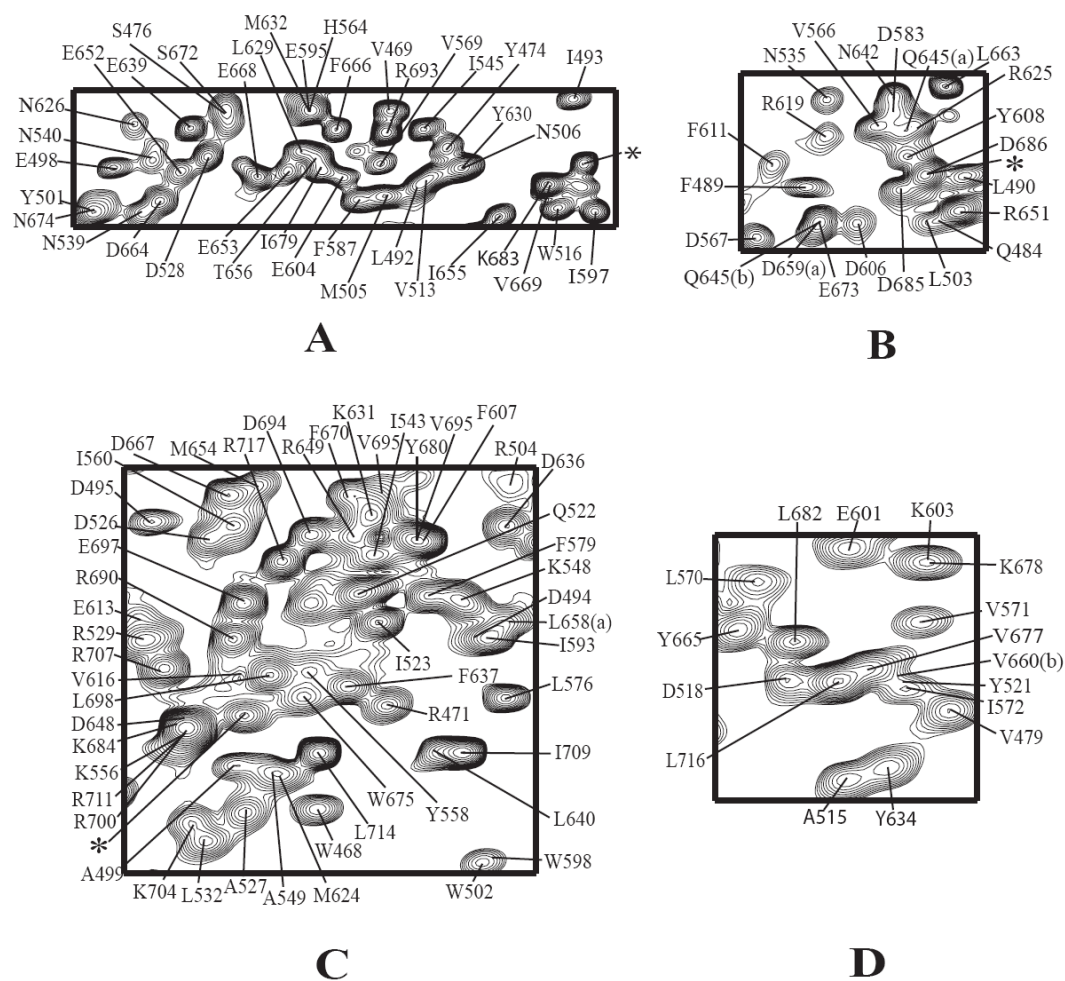 M632 H564
S476 L629 E595 V469 V569 Y474
E652 S672 E668 F666 R693 I545 I493
E639
N626 Y630
N540 N506
E498 *
Y501
N674
N539 D664 E653 I679 F587 L492 I655 K683 W516
D528 T656 E604 M505 V513 V669 I597
A
V566 D583
N535 N642 Q645(a) L663
R619 R625
F611 Y608
D686
*
F489 L490
R651
D567 D659(a) D606 Q484
Q645(b) E673 D685 L503
B
K631 I543
D694 F670 V695 V695 F607
D667 M654 R717 R649 Y680 R504
I560 D636
D495 Q522
D526 F579
E697 K548
R690 D494
E613 L658(a)
R529 I593
R707 I523
V616 F637 L576
L698 R471
D648
K684 I709
K556 W675
R711 Y558 L640
R700 L714
* W468
A499 W598
K704 L532 A527 A549 M624 W502
C
L682 E601 K603
L570 K678
V571
Y665 V677
V660(b)
D518 Y521
I572
V479
L716
A515 Y634
D